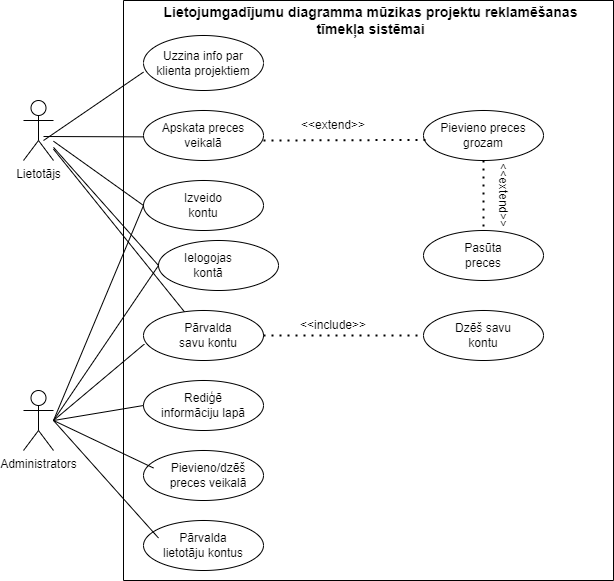 Lietojumgadījumu diagramma mūzikas projektu reklamēšanas
tīmekļa sistēmai
Uzzina info par
klienta projektiem
Lietotājs
Apskata preces
veikalā
<<extend>>
Pievieno preces
grozam
<<extend>>
Izveido
kontu
Ielogojas
kontā
Pasūta
preces
Pārvalda
savu kontu
<<include>>
Dzēš savu
kontu
Administrators
Rediģē
informāciju lapā
Pievieno/dzēš
preces veikalā
Pārvalda
lietotāju kontus